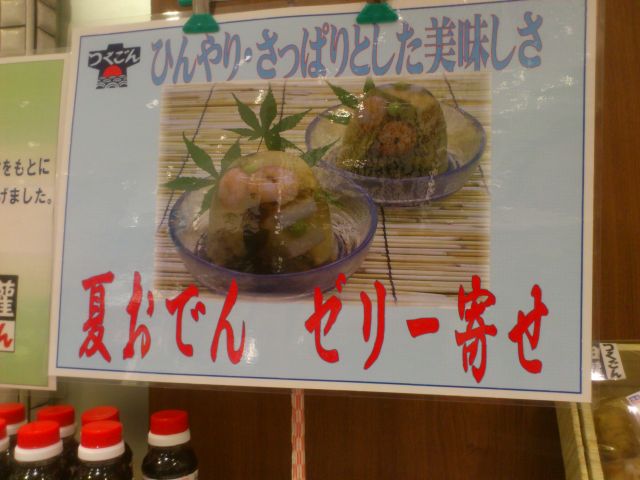 つくごん
ひんやり・さっぱりとした美味しさ
夏おでん ゼリー寄せ
をもとに
げました。
ん
つくごん